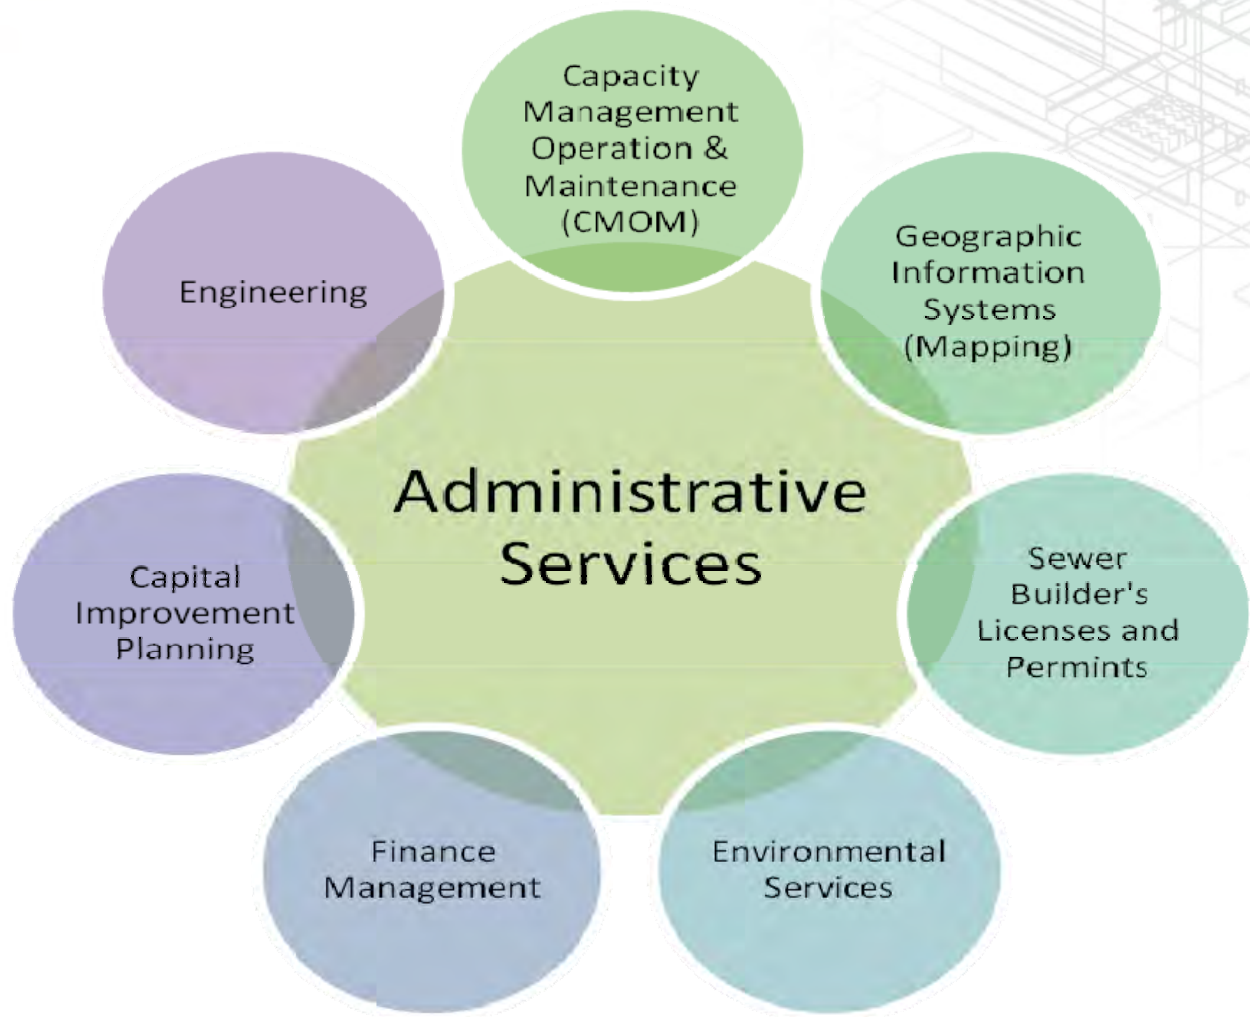 Capacity
Management
Operation &
Maintenance
(CMOM)
Geographic
Information
Systems
(Mapping)
Sewer
Builder's
Licenses and
Permints
Environmental
Services
Finance
Management
Capital
Improvement
Planning
Engineering
Administrative
Services